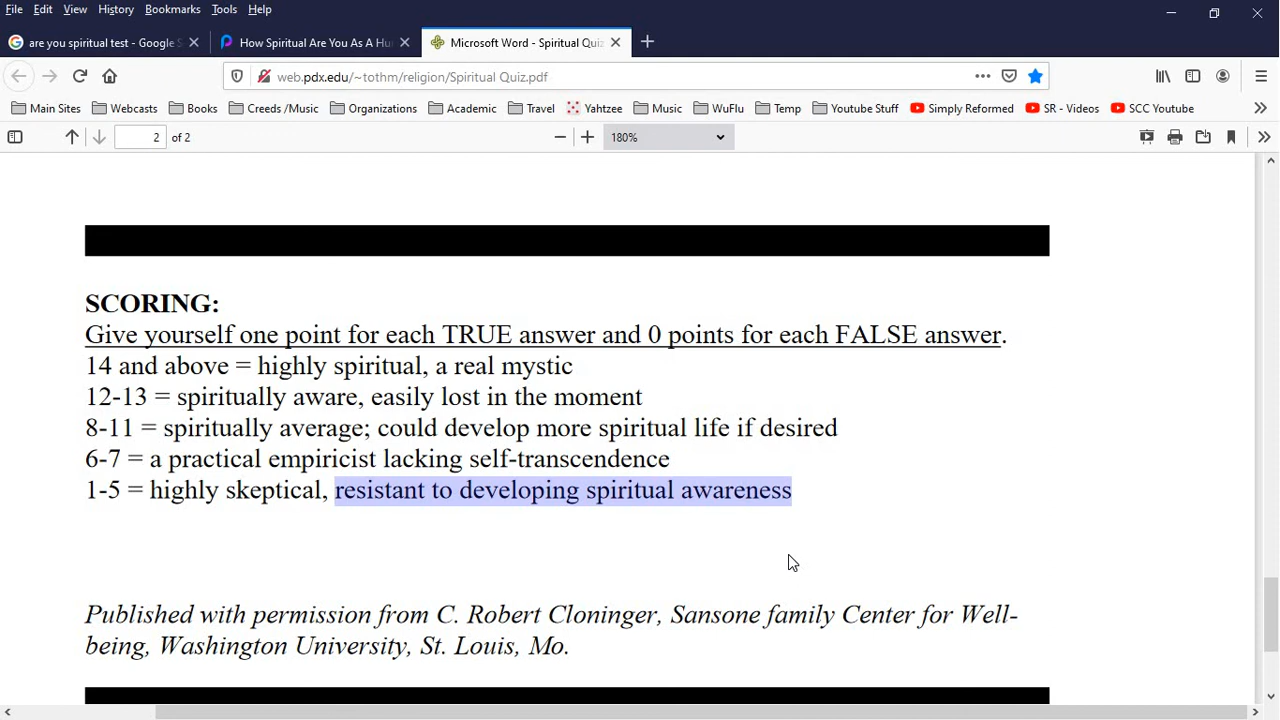 File Edit View History Bookmarks Tools Help
are you spiritual test - Google S
How Spiritual Are You As A Hu
Microsoft Word - Spiritual Quiz
web.pdx.edu/~tothm/religion/Spiritual Quiz.pdf
Main Sites Webcasts Books Creeds /Music Organizations Academic Travel Yahtzee Music WuFlu Temp Youtube Stuff Simply Reformed SR - Videos SCC Youtube
2 of 2 180%
SCORING:
Give yourself one point for each TRUE answer and 0 points for each FALSE answer.
14 and above = highly spiritual, a real mystic
12-13 = spiritually aware, easily lost in the moment
8-11 = spiritually average; could develop more spiritual life if desired
6-7 = a practical empiricist lacking self-transcendence
1-5 = highly skeptical, resistant to developing spiritual awareness
Published with permission from C. Robert Cloninger, Sansone family Center for Well-
being, Washington University, St. Louis, Mo.